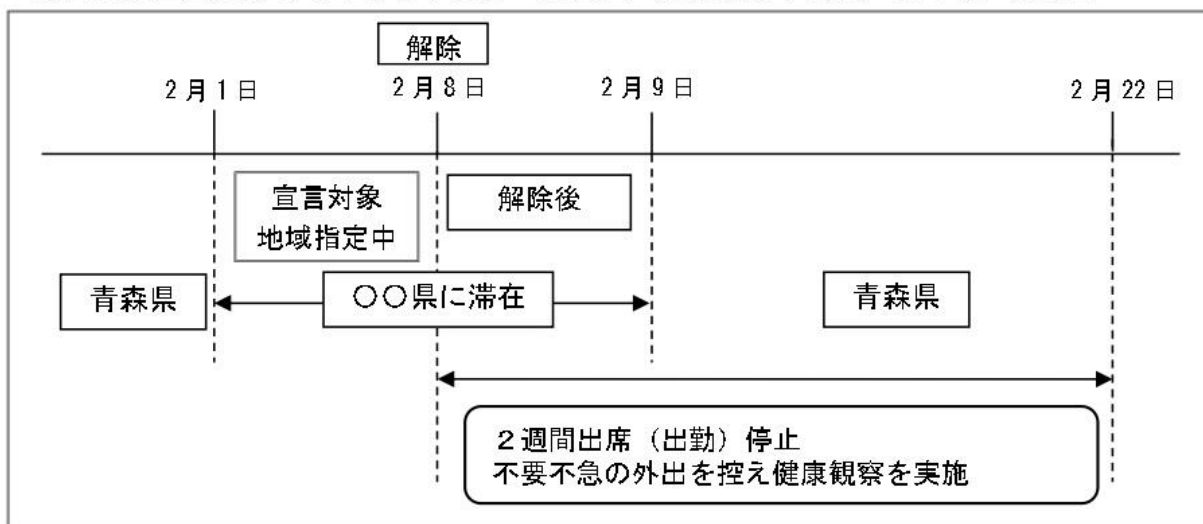 解除
2月1日
2月8日
2月9日
2月22日
宣言対象
地域指定中
解除後
青森県
〇〇県に滞在
青森県
2週間出席（出勤）停止
不要不急の外出を控え健康観察を実施